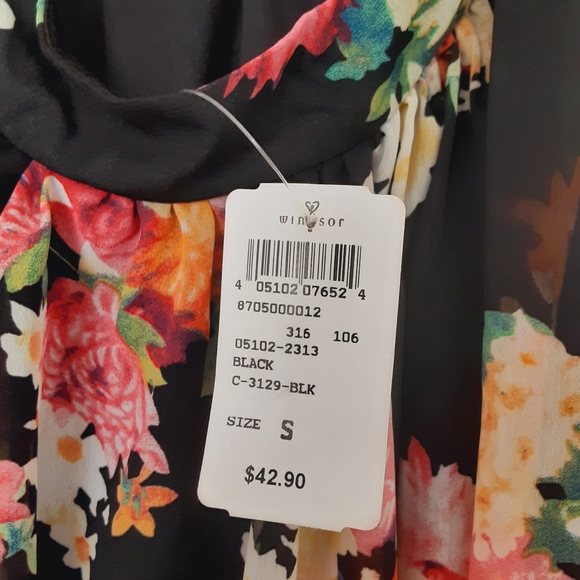 windsor
4 05102 07652 4
8705000012
316 106
05102-2313
BLACK
C-3129-BLK
SIZE S
$42.90